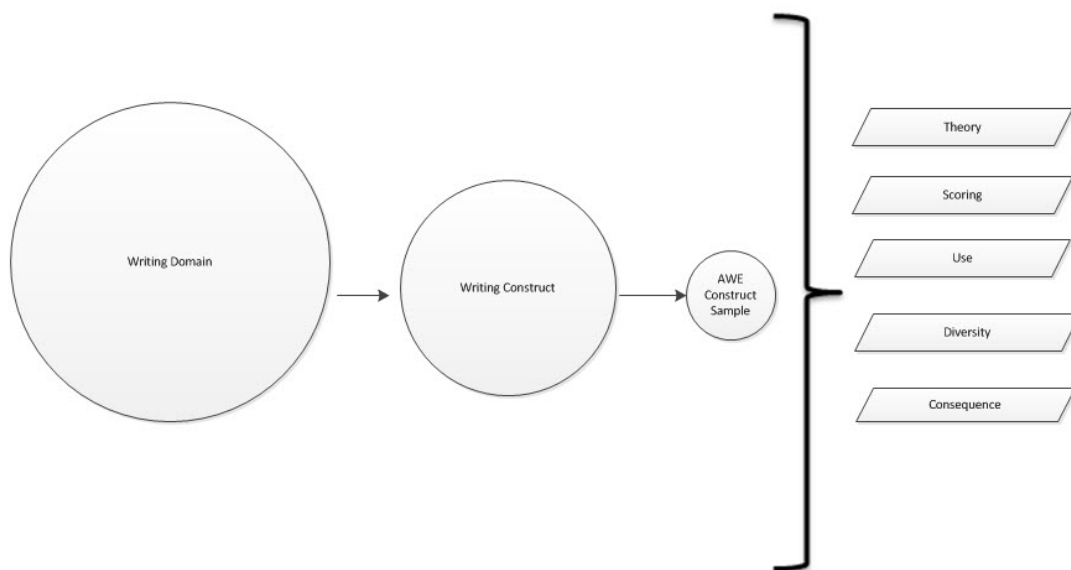 Writing Domain
Writing Construct
AWE
Construct
Sample
Theory
Scoring
Use
Diversity
Consequence